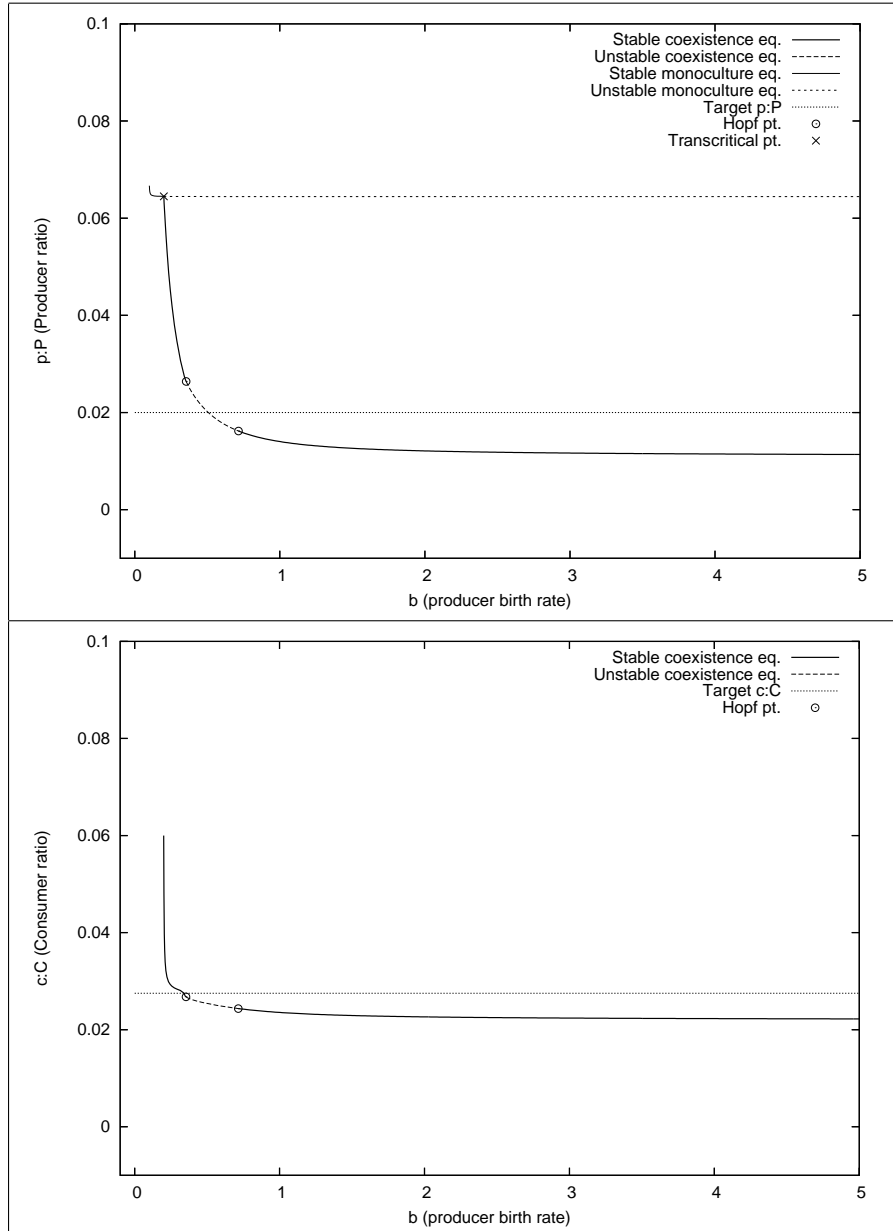 0.1
0.08
0.06
0.04
0.02
0
p:P (Producer ratio)
Stable coexistence eq.
Unstable coexistence eq.
Stable monoculture eq.
Unstable monoculture eq.
Target p:P
Hopf pt.
Transcritical pt.
0 1 2 3 4 5
b (producer birth rate)
0.1
0.08
0.06
0.04
0.02
0
c:C (Consumer ratio)
Stable coexistence eq.
Unstable coexistence eq.
Target c:C
Hopf pt.
0 1 2 3 4 5
b (producer birth rate)